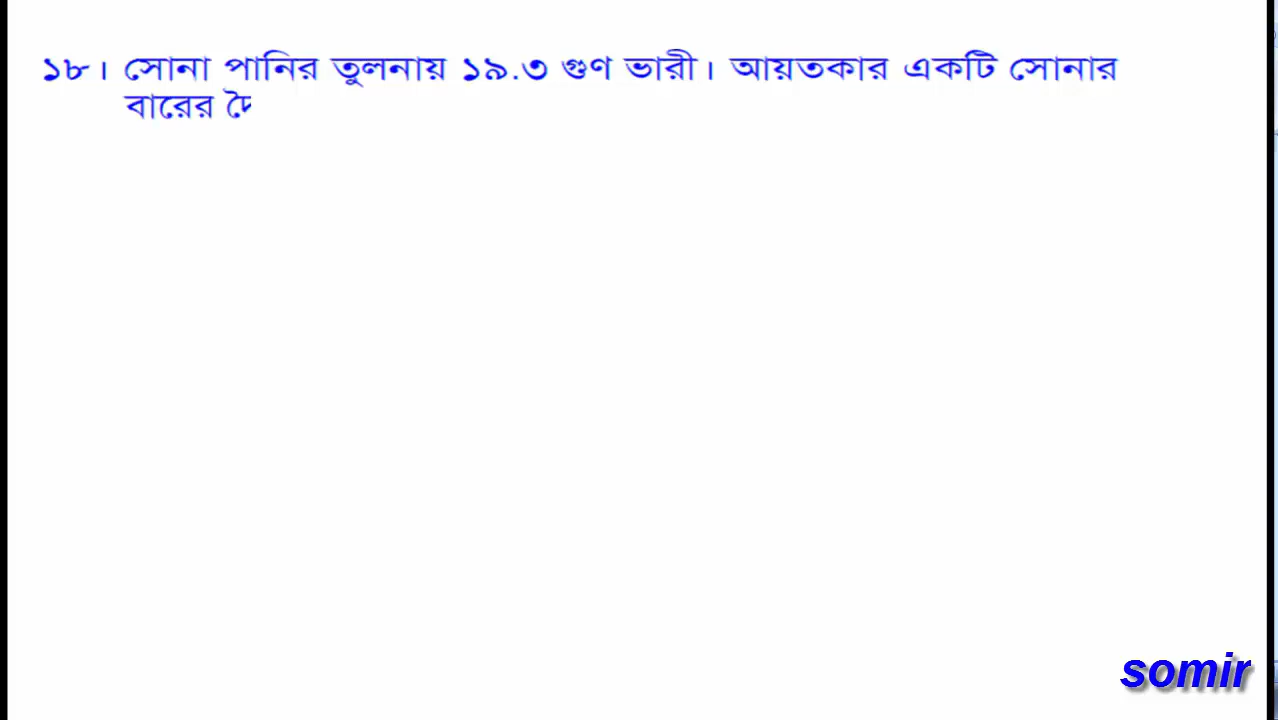 ১৮। সোনা পানির তুলনায় ১৯.৩ গুণ ভারী। আয়তকার একটি সোনার
বারের দৈ
somir